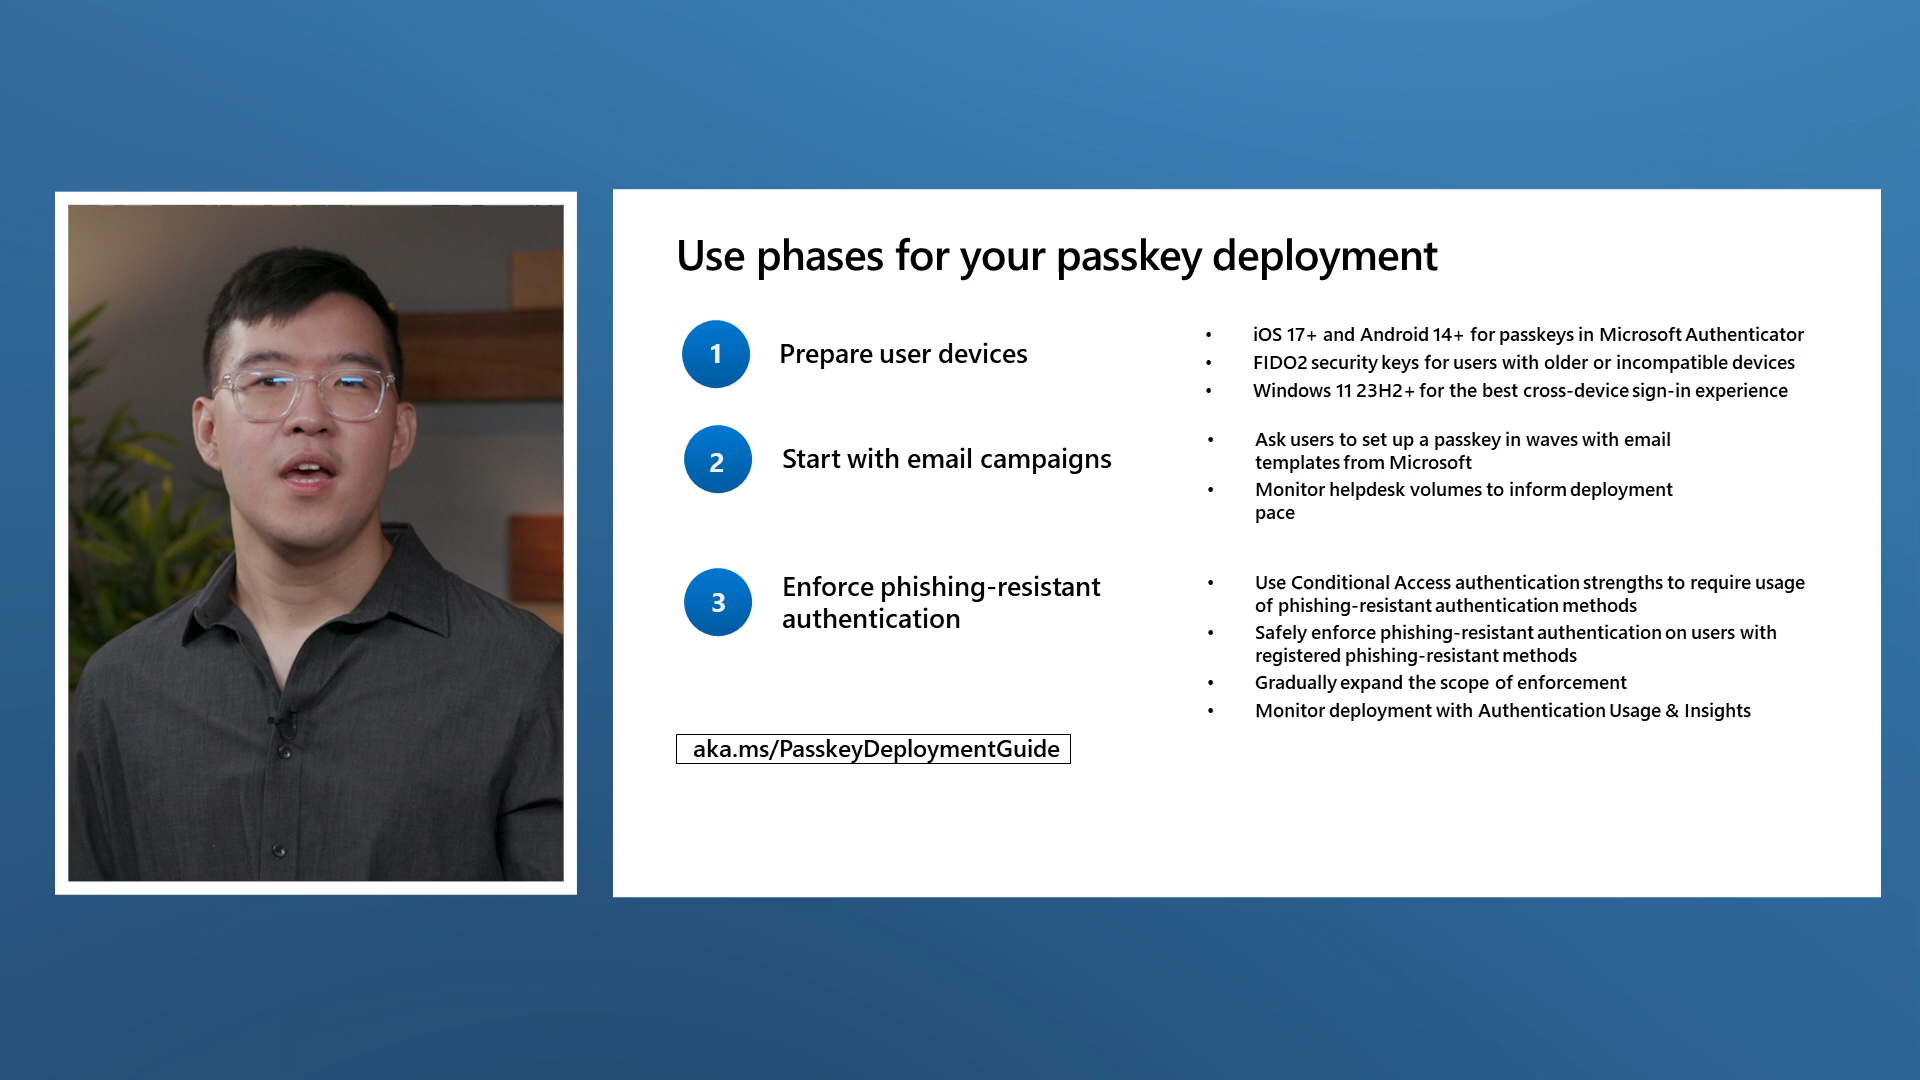 Use phases for your passkey deployment
1
Prepare user devices
• iOS 17+ and Android 14+ for passkeys in Microsoft Authenticator
• FIDO2 security keys for users with older or incompatible devices
• Windows 11 23H2+ for the best cross-device sign-in experience
2
Start with email campaigns
• Ask users to set up a passkey in waves with email
templates from Microsoft
• Monitor helpdesk volumes to inform deployment
pace
3
Enforce phishing-resistant
authentication
• Use Conditional Access authentication strengths to require usage
of phishing-resistant authentication methods
• Safely enforce phishing-resistant authentication on users with
registered phishing-resistant methods
• Gradually expand the scope of enforcement
• Monitor deployment with Authentication Usage & Insights
aka.ms/PasskeyDeploymentGuide